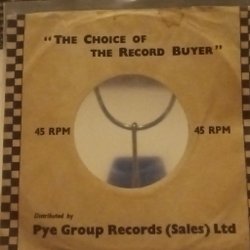 "The Choice of
the Record Buyer"
45 RPM 45 RPM
Distributed by
Pye Group Records (Sales) Ltd